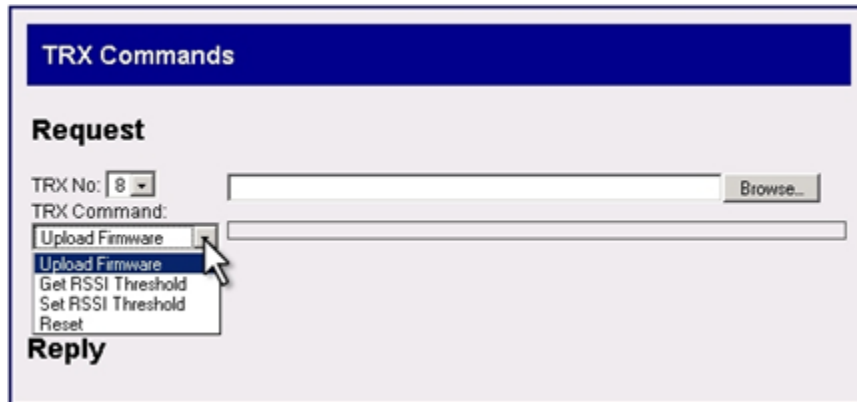 TRX Commands
Request
TRX No: 8
Browse...
TRX Command:
Upload Firmware
Upload Firmware
Get RSSI Threshold
Set RSSI Threshold
Reset
Reply